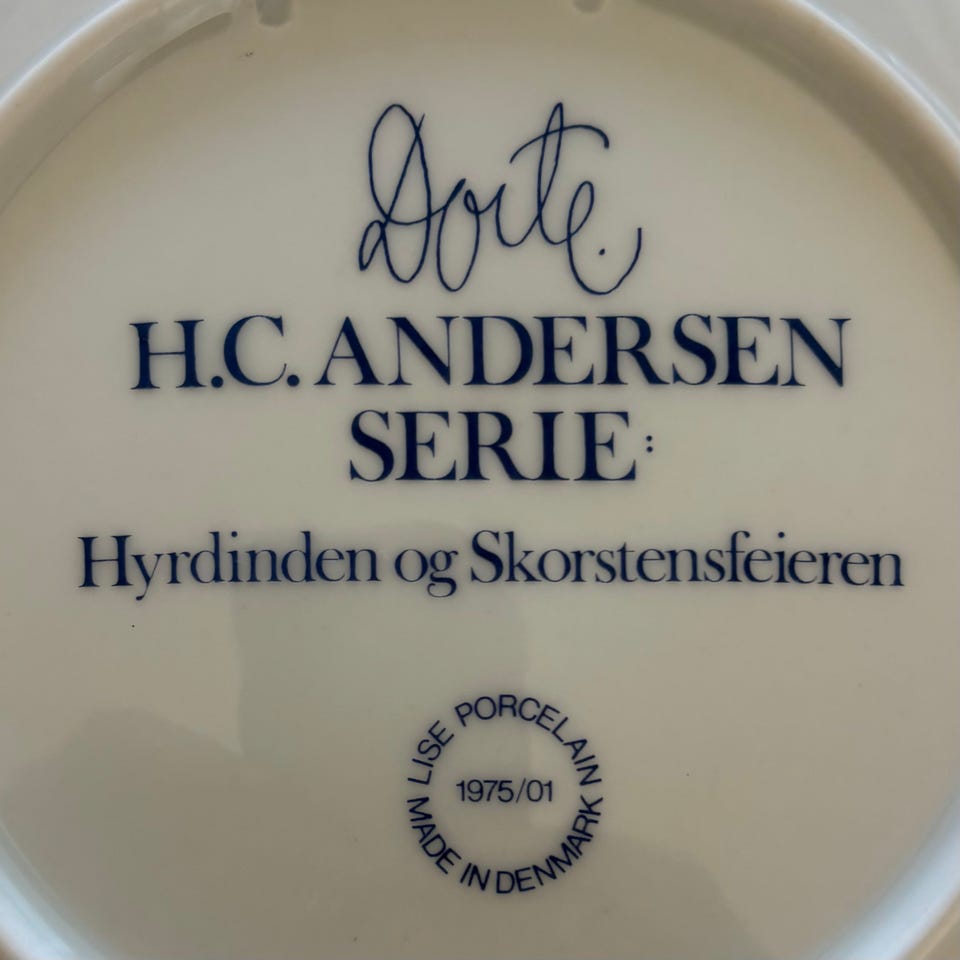 Dorte.
H.C. ANDERSEN
SERIE:
Hyrdinden og Skorstensfeieren
LISE PORCELAIN
1975/01
MADE IN DENMARK